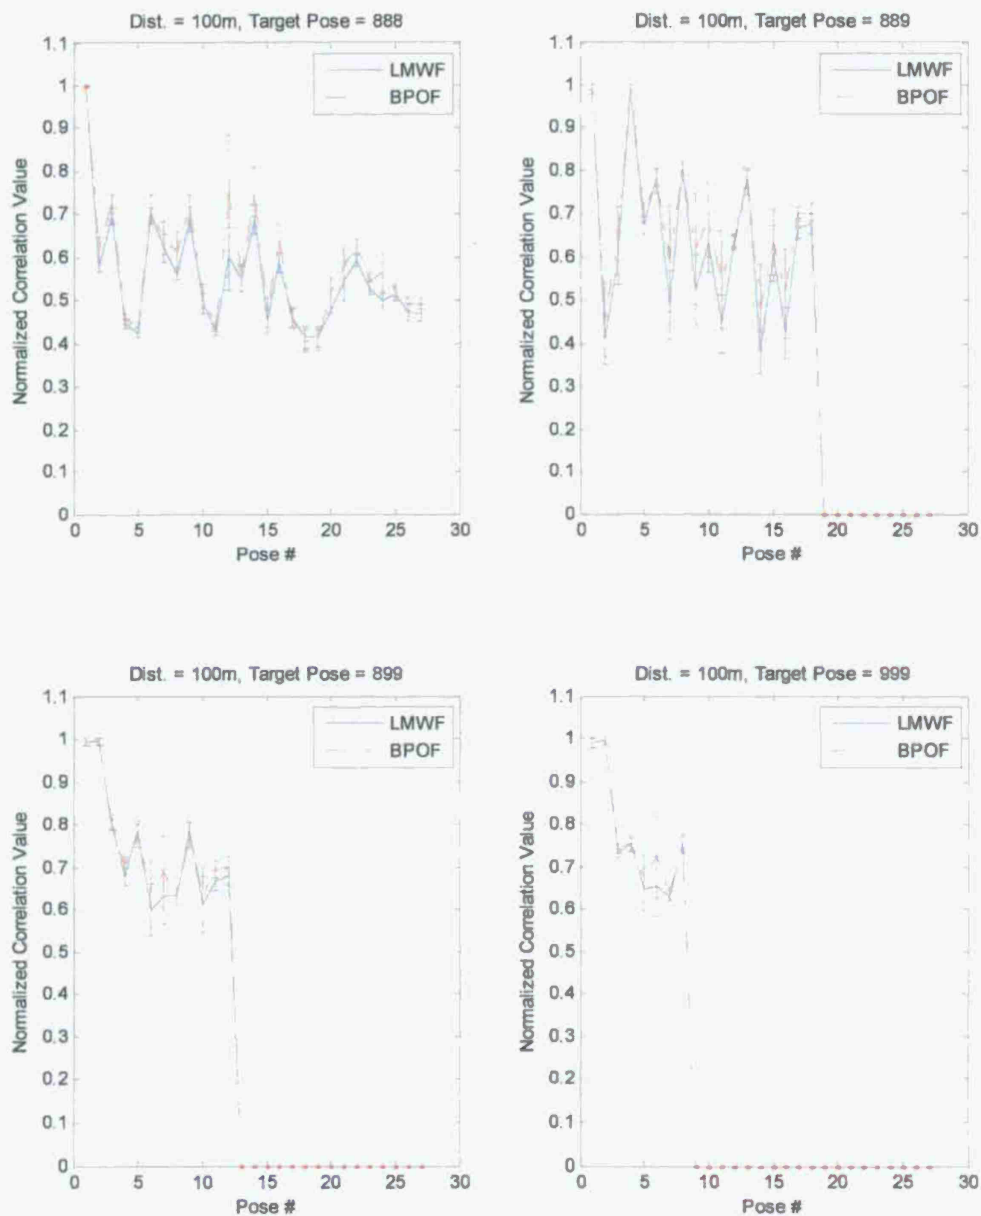 Dist. = 100m, Target Pose = 888
1.1
1
0.9
0.8
0.7
0.6
0.5
0.4
0.3
0.2
0.1
0
Normalized Correlation Value
LMWF
BPOF
0 5 10 15 20 25 30
Pose #
Dist. = 100m, Target Pose = 889
1.1
1
0.9
0.8
0.7
0.6
0.5
0.4
0.3
0.2
0.1
0
Normalized Correlation Value
LMWF
BPOF
0 5 10 15 20 25 30
Pose #
Dist. = 100m, Target Pose = 899
1.1
1
0.9
0.8
0.7
0.6
0.5
0.4
0.3
0.2
0.1
0
Normalized Correlation Value
LMWF
BPOF
0 5 10 15 20 25 30
Pose #
Dist. = 100m, Target Pose = 999
1.1
1
0.9
0.8
0.7
0.6
0.5
0.4
0.3
0.2
0.1
0
Normalized Correlation Value
LMWF
BPOF
0 5 10 15 20 25 30
Pose #